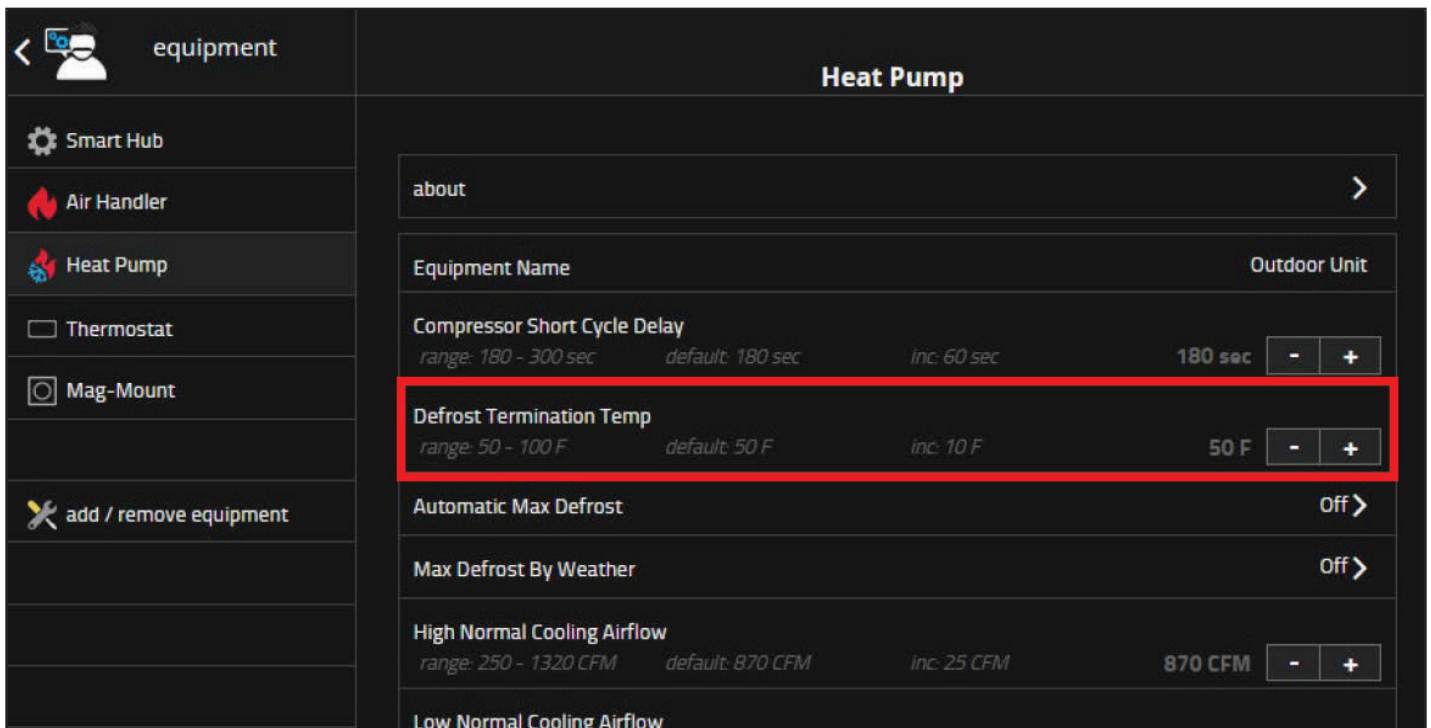 equipment
Smart Hub
Air Handler
Heat Pump
Thermostat
Mag-Mount
add / remove equipment
Heat Pump
about
Equipment Name Outdoor Unit
Compressor Short Cycle Delay
range: 180 - 300 sec default: 180 sec inc: 60 sec 180 sec - +
Defrost Termination Temp
range: 50 - 100 F default: 50 F inc: 10 F 50 F - +
Automatic Max Defrost Off
Max Defrost By Weather Off
High Normal Cooling Airflow
range: 250 - 1320 CFM default: 870 CFM inc: 25 CFM 870 CFM - +
Low Normal Cooling Airflow